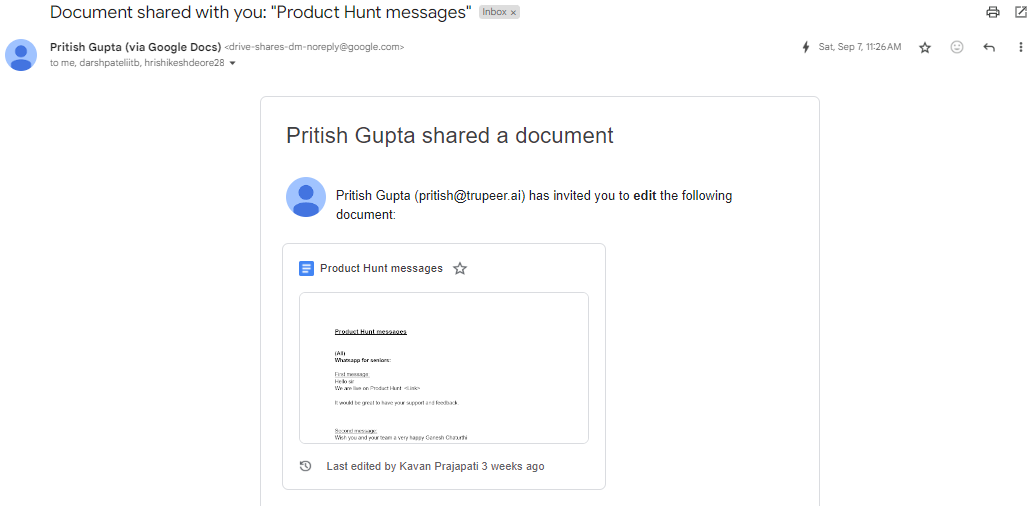 Document shared with you: "Product Hunt messages" Inbox ×
Pritish Gupta (via Google Docs) <drive-shares-dm-noreply@google.com>
Sat, Sep 7, 11:26 AM
to me, darshpateliitb, hrishikeshdeore28
Pritish Gupta shared a document
Pritish Gupta (pritish@trupeer.ai) has invited you to edit the following
document:
Product Hunt messages
Product Hunt messages
(All)
Whatsapp for seniors:
First message:
Hello sir
We are live on Product Hunt <Link>
It would be great to have your support and feedback.
Second message:
Wish you and your team a very happy Ganesh Chaturthi
Last edited by Kavan Prajapati 3 weeks ago